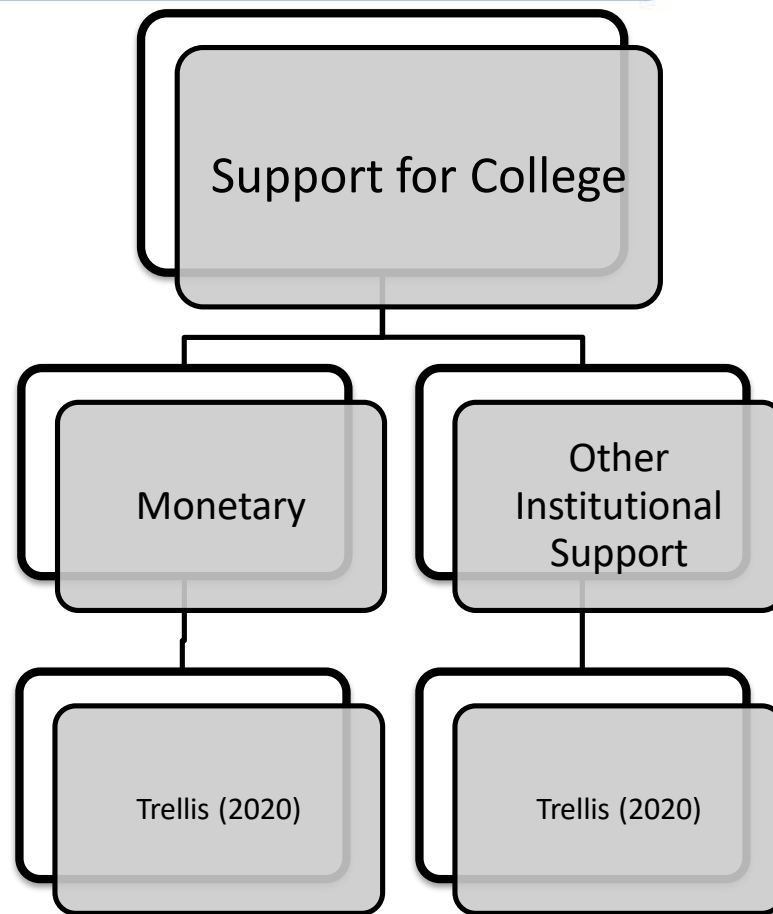 Support for College
Monetary
Other
Institutional
Support
Trellis (2020)
Trellis (2020)